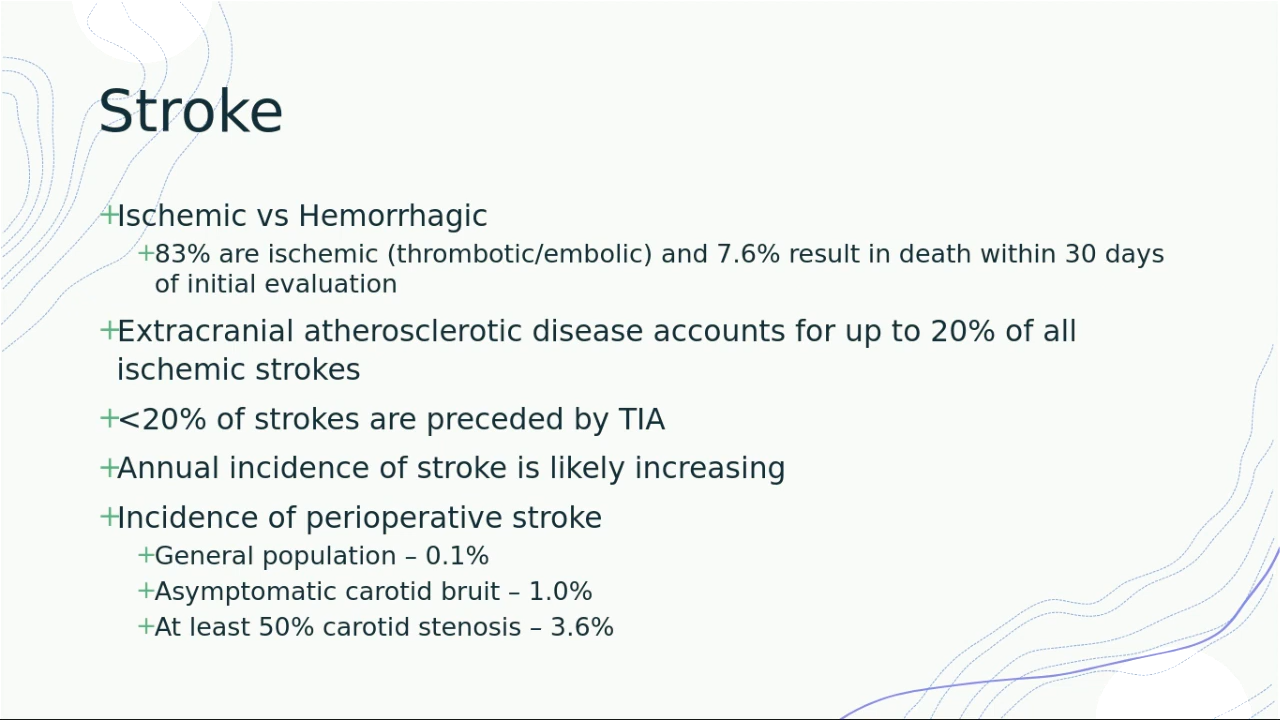 Stroke
+Ischemic vs Hemorrhagic
+83% are ischemic (thrombotic/embolic) and 7.6% result in death within 30 days
of initial evaluation
+Extracranial atherosclerotic disease accounts for up to 20% of all
ischemic strokes
+<20% of strokes are preceded by TIA
+Annual incidence of stroke is likely increasing
+Incidence of perioperative stroke
+General population – 0.1%
+Asymptomatic carotid bruit – 1.0%
+At least 50% carotid stenosis – 3.6%